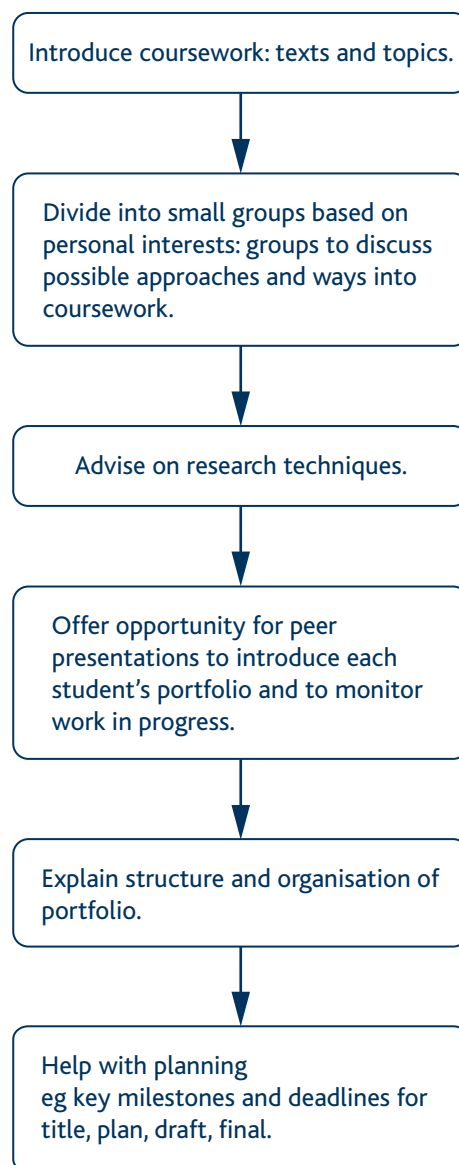 Introduce coursework: texts and topics.
Divide into small groups based on
personal interests: groups to discuss
possible approaches and ways into
coursework.
Advise on research techniques.
Offer opportunity for peer
presentations to introduce each
student’s portfolio and to monitor
work in progress.
Explain structure and organisation of
portfolio.
Help with planning
eg key milestones and deadlines for
title, plan, draft, final.